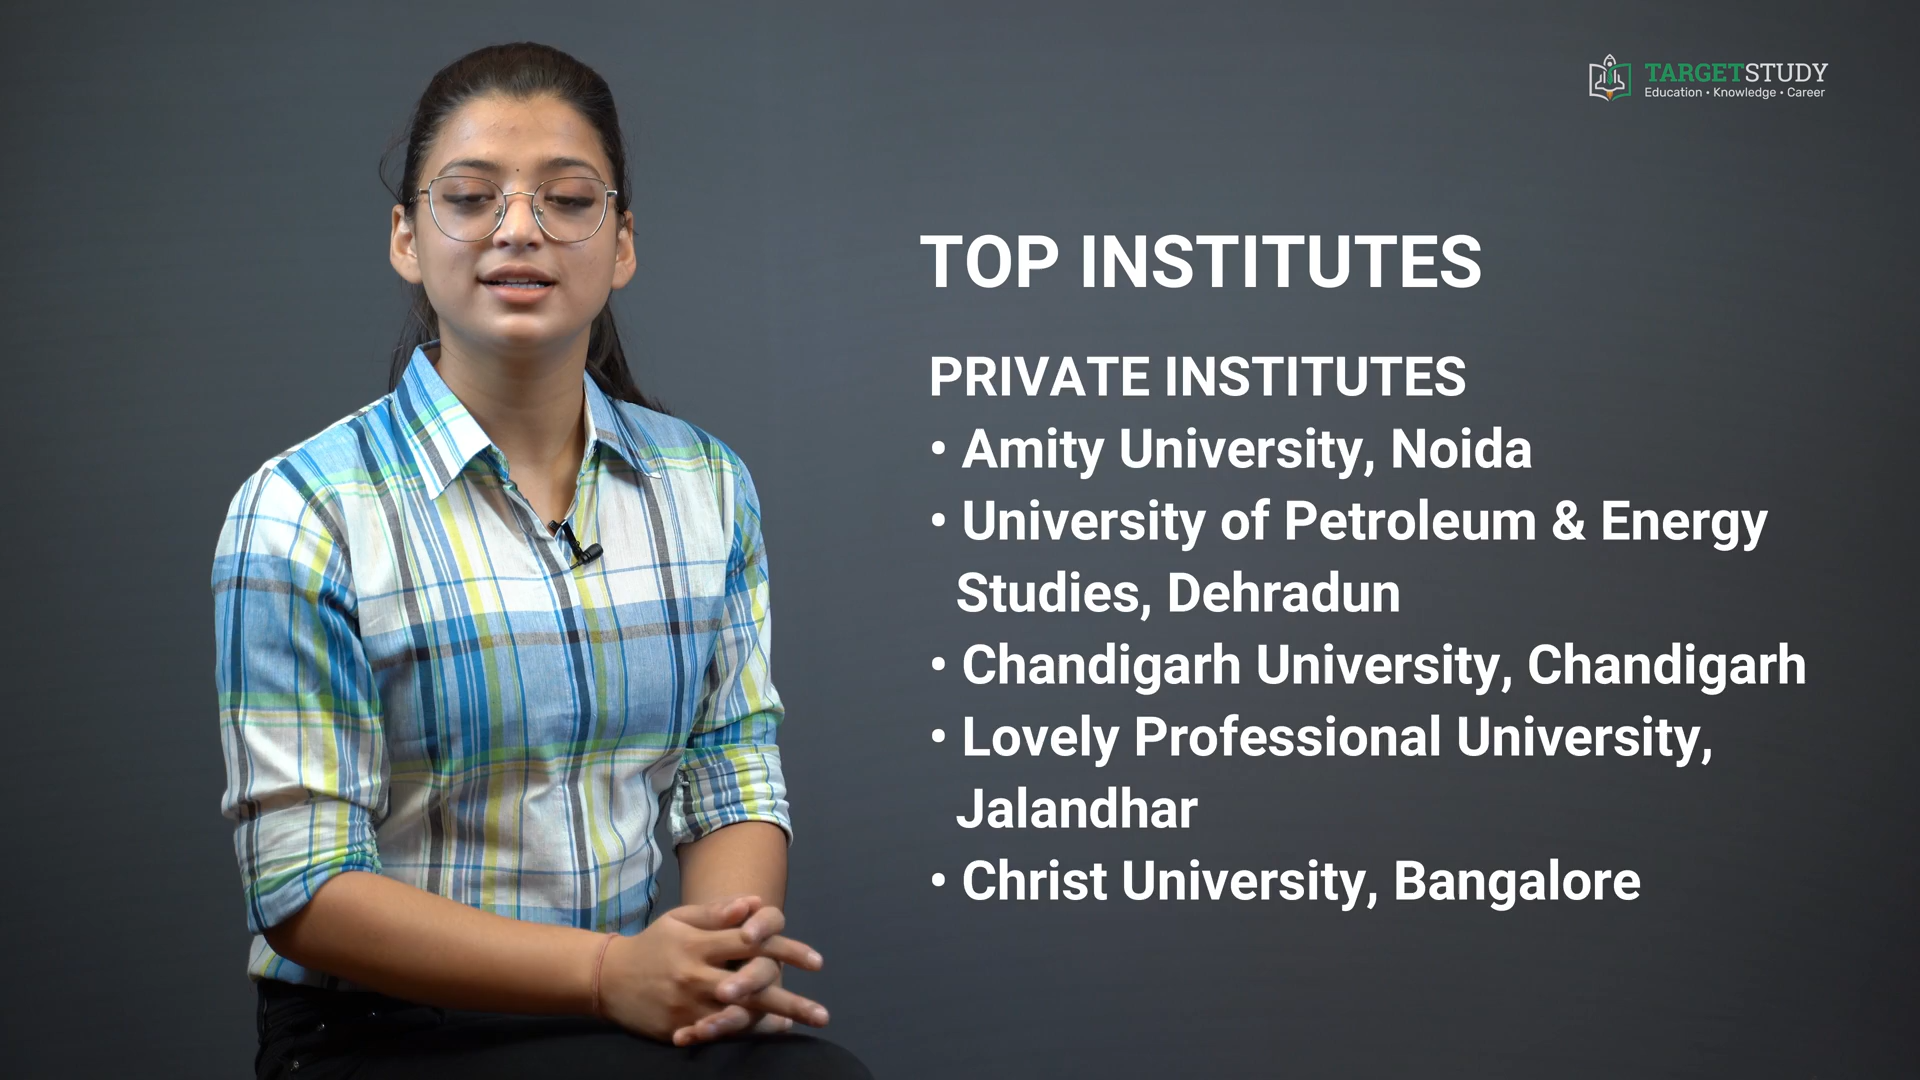 TARGETSTUDY
Education • Knowledge • Career
TOP INSTITUTES
PRIVATE INSTITUTES
• Amity University, Noida
• University of Petroleum & Energy
Studies, Dehradun
• Chandigarh University, Chandigarh
• Lovely Professional University,
Jalandhar
• Christ University, Bangalore